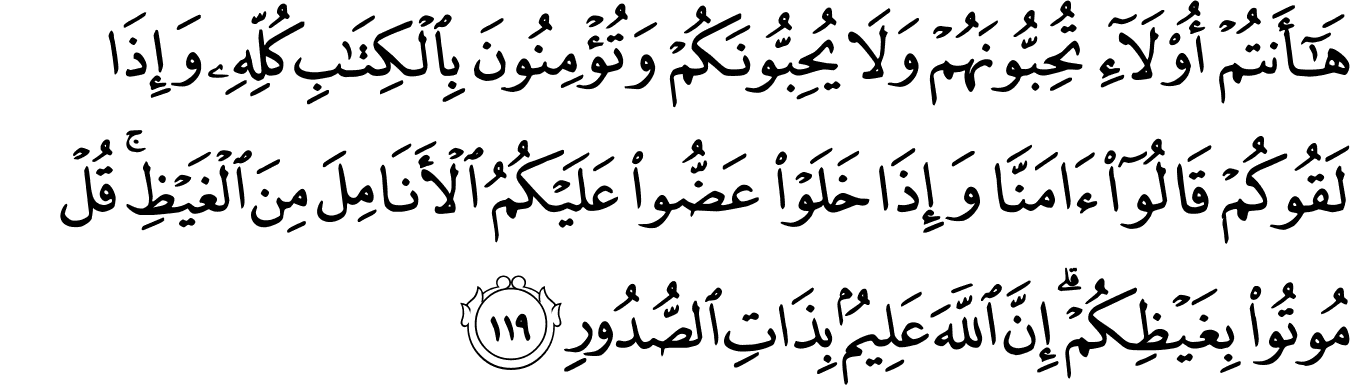 هَـٰٓأَنتُمْ أُو۟لَآءِ تُحِبُّونَهُمْ وَلَا يُحِبُّونَكُمْ وَتُؤْمِنُونَ بِٱلْكِتَـٰبِ كُلِّهِۦ وَإِذَا
لَقُوكُمْ قَالُوٓا۟ ءَامَنَّا وَإِذَا خَلَوْا۟ عَضُّوا۟ عَلَيْكُمُ ٱلْأَنَامِلَ مِنَ ٱلْغَيْظِ ۚ قُلْ
مُوتُوا۟ بِغَيْظِكُمْ ۗ إِنَّ ٱللَّهَ عَلِيمٌۢ بِذَاتِ ٱلصُّدُورِ ١١٩